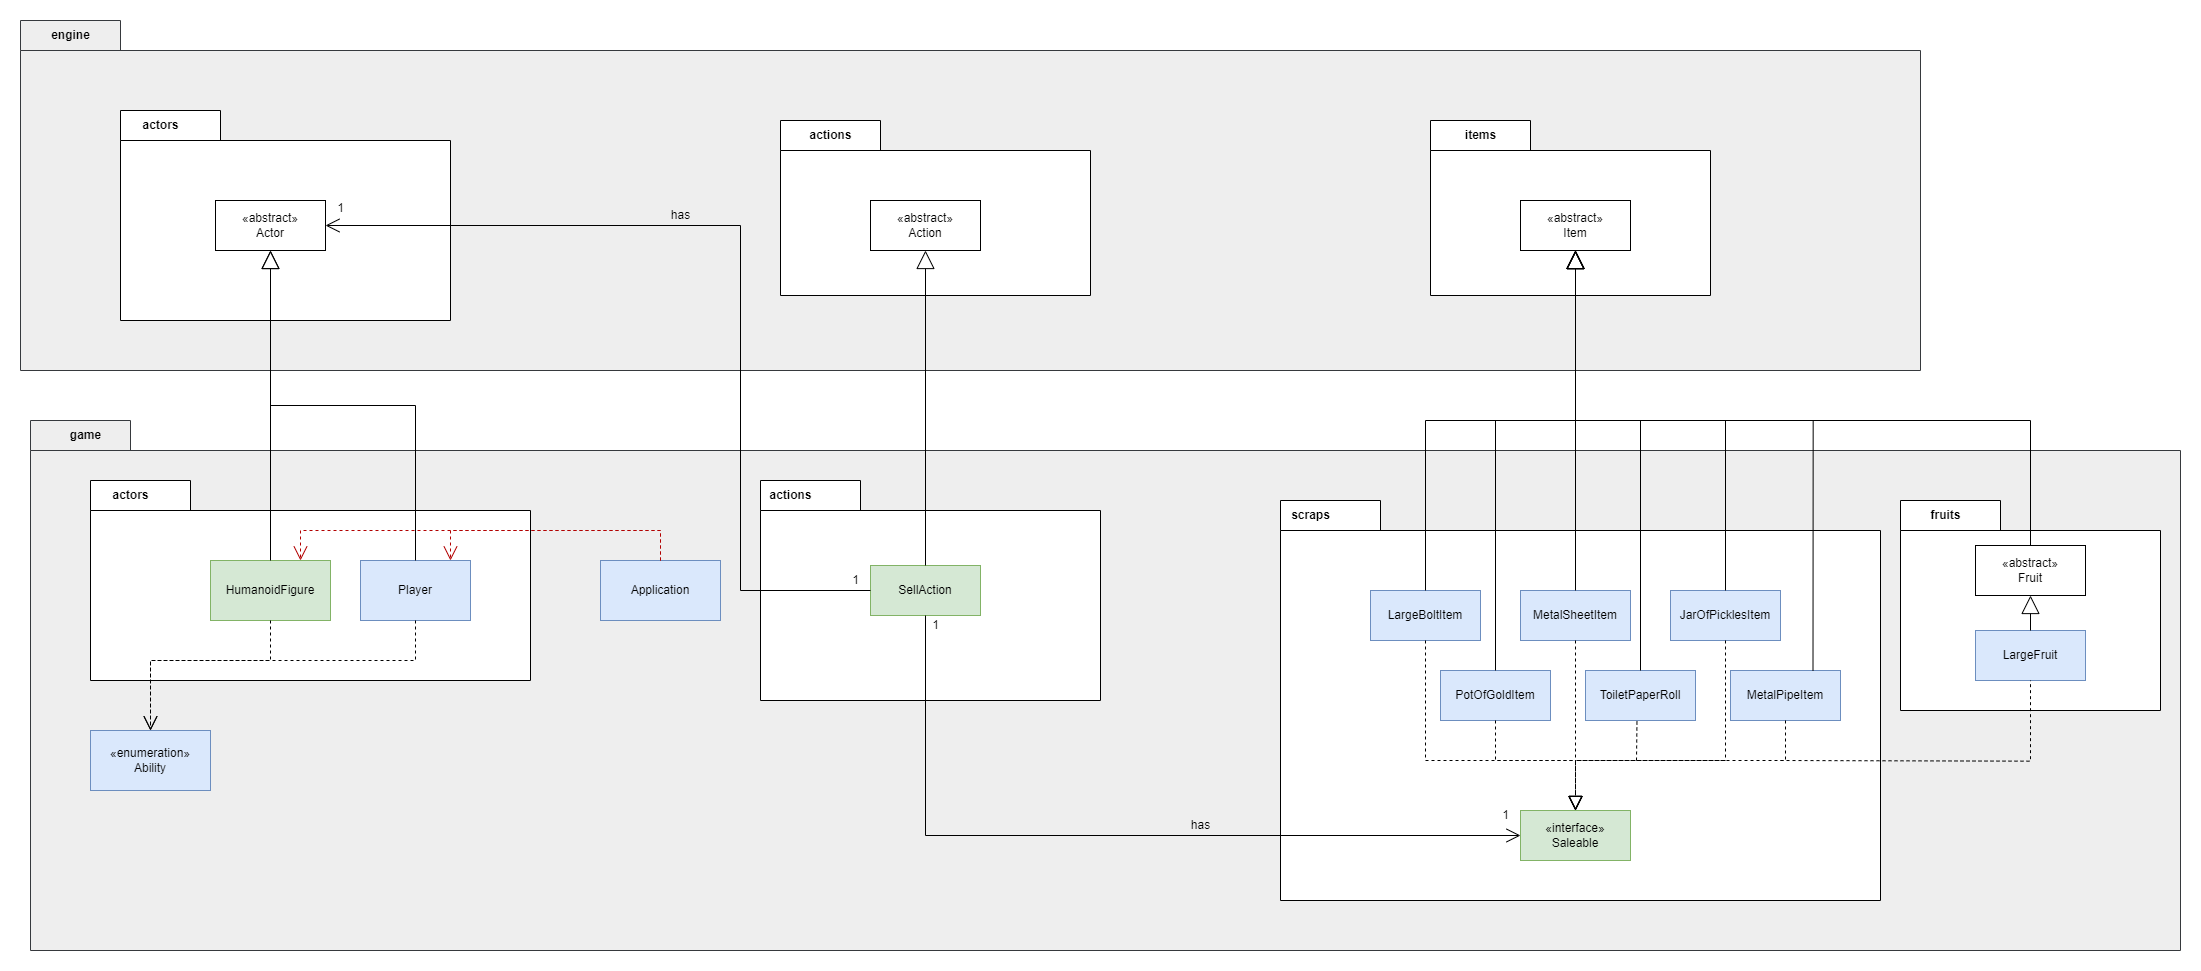 engine
actors
actions
items
«abstract»
Actor
1
has
«abstract»
Action
«abstract»
Item
game
actors
actions
scraps
fruits
HumanoidFigure
Player
Application
1
SellAction
1
LargeBoltItem
MetalSheetItem
JarOfPicklesItem
«abstract»
Fruit
LargeFruit
PotOfGoldItem
ToiletPaperRoll
MetalPipeItem
«enumeration»
Ability
has
1
«interface»
Saleable